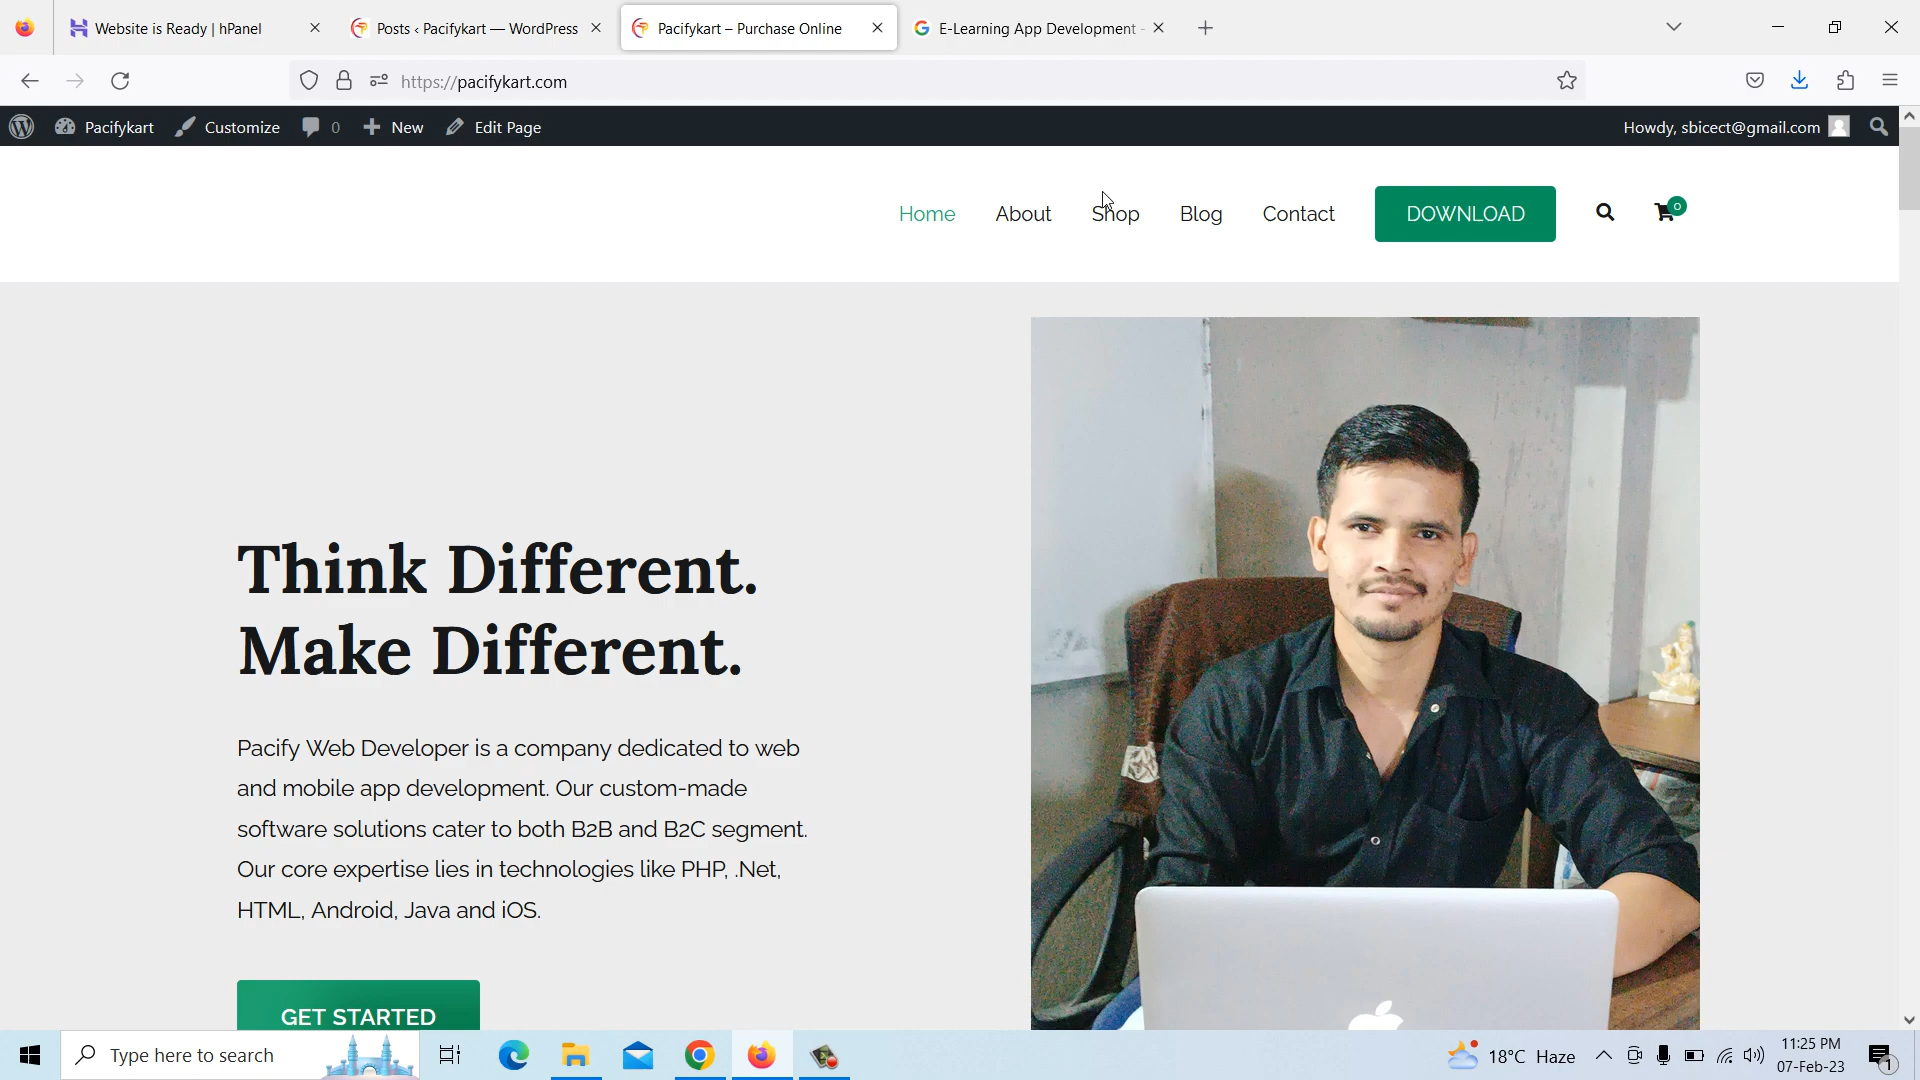 Website is Ready | hPanel
Posts ‹ Pacifykart — WordPress
Pacifykart – Purchase Online
E-Learning App Development -
https://pacifykart.com
Pacifykart
Customize
0
New
Edit Page
Howdy, sbicect@gmail.com
Home
About
Shop
Blog
Contact
DOWNLOAD
0
Think Different.
Make Different.
Pacify Web Developer is a company dedicated to web
and mobile app development. Our custom-made
software solutions cater to both B2B and B2C segment.
Our core expertise lies in technologies like PHP, .Net,
HTML, Android, Java and iOS.
GET STARTED
Type here to search
18°C Haze
11:25 PM
07-Feb-23
1